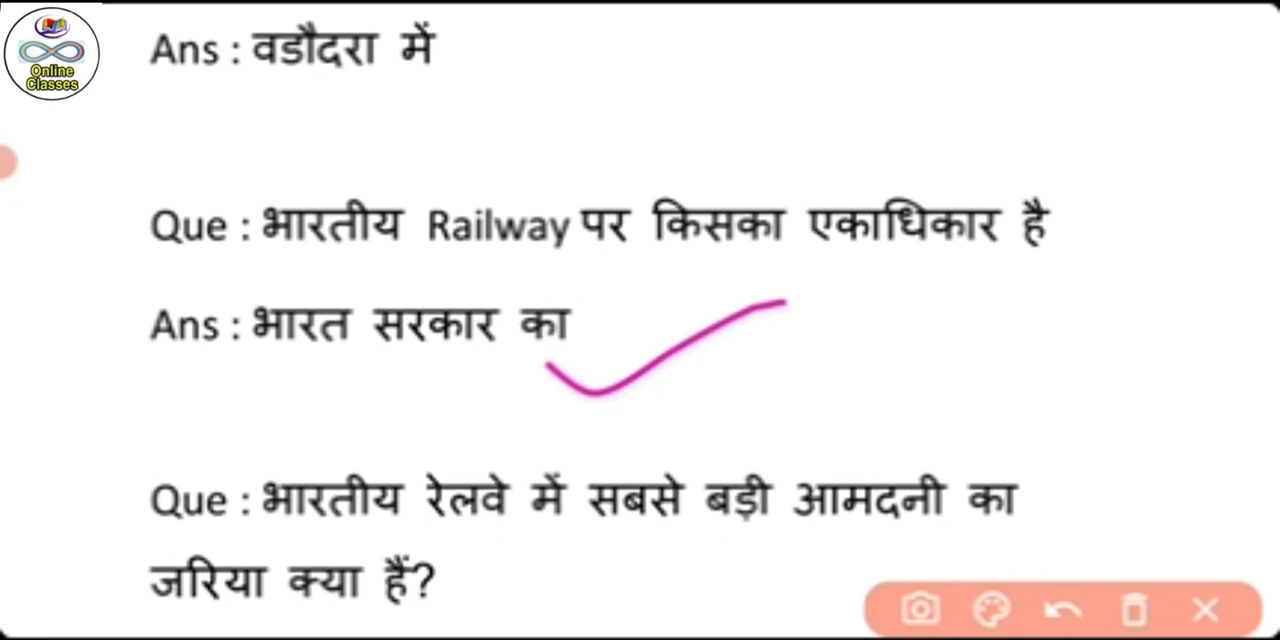 Online
Classes
Ans : वडौदरा में
Que : भारतीय Railway पर किसका एकाधिकार है
Ans : भारत सरकार का
Que : भारतीय रेलवे में सबसे बड़ी आमदनी का
जरिया क्या हैं?